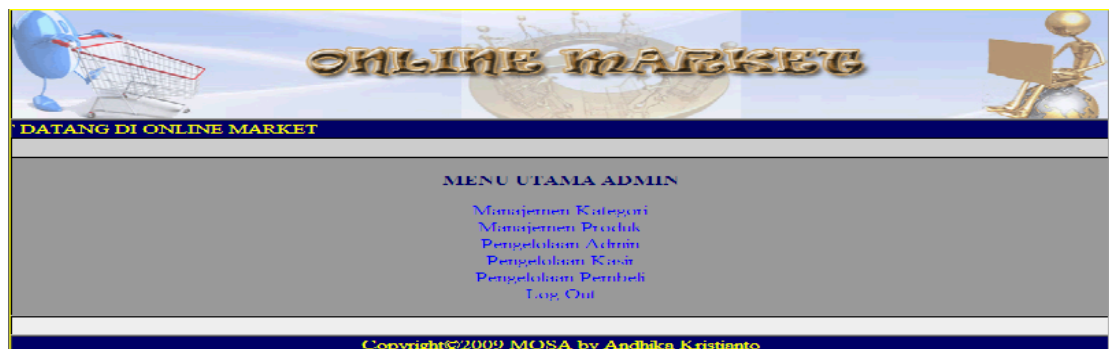 ONLINE MARKET
DATANG DI ONLINE MARKET
MENU UTAMA ADMIN
Manajemen Kategori
Manajemen Produk
Pengelolaan Admin
Pengelolaan Kasir
Pengelolaan Pembeli
Log Out
Copyright©2009 MOSA by Andhika Kristianto